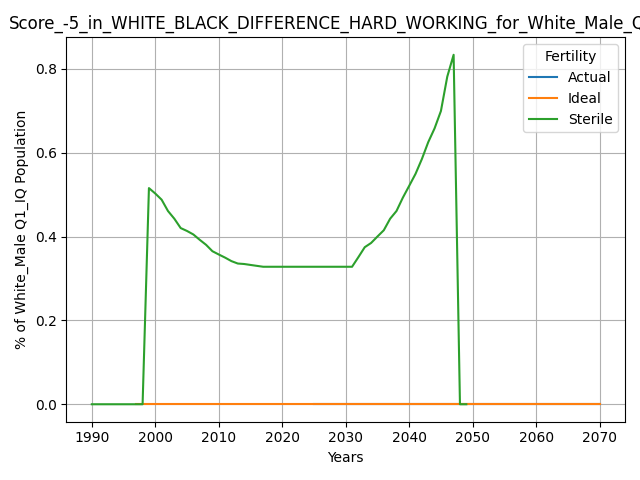 Score_-5_in_WHITE_BLACK_DIFFERENCE_HARD_WORKING_for_White_Male_Q
Fertility
Actual
Ideal
Sterile
% of White_Male Q1_IQ Population
0.8
0.6
0.4
0.2
0.0
1990 2000 2010 2020 2030 2040 2050 2060 2070
Years